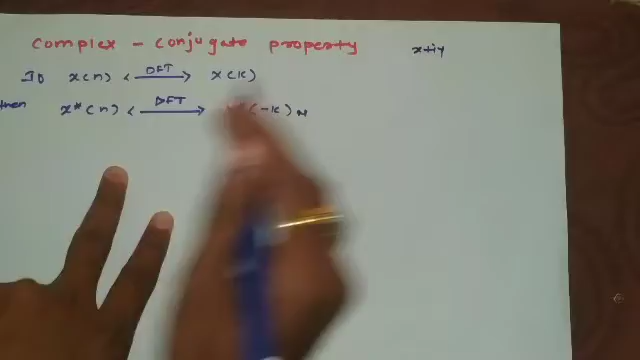 Complex - conjugate property
x+iy
If x(n) <--DFT--> X(k)
then x*(n) <--DFT--> (-k) N